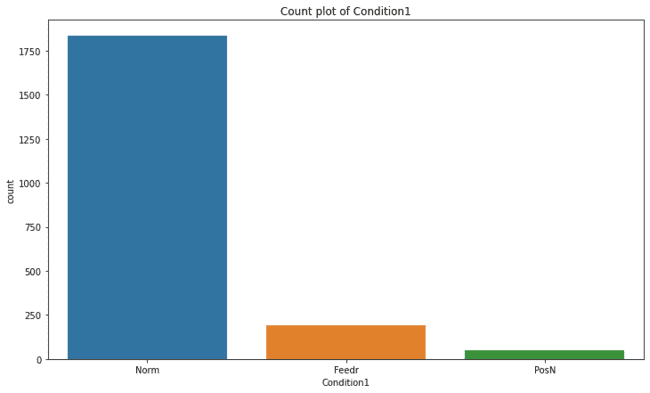 Count plot of Condition1
count
1750
1500
1250
1000
750
500
250
0
Norm
Feedr
PosN
Condition1